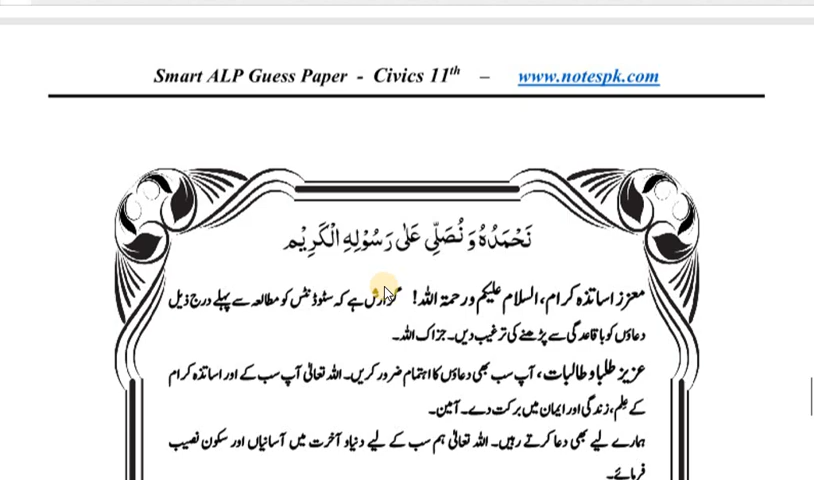 Smart ALP Guess Paper - Civics 11th – www.notespk.com
نَحْمَدُهٗ وَ نُصَلِّی عَلٰی رَسُوْلِهِ الْکَرِیْم
معزز اساتذہ کرام، السلام علیکم ورحمۃ اللہ! گزارش ہے کہ سٹوڈنٹس کو مطالعہ سے پہلے درج ذیل
دعاؤں کو باقاعدگی سے پڑھنے کی ترغیب دیں۔ جزاک اللہ۔
عزیز طلبا و طالبات، آپ سب بھی دعاؤں کا اہتمام ضرور کریں۔ اللہ تعالیٰ آپ سب کے اور اساتذہ کرام
کے علم، زندگی اور ایمان میں برکت دے۔ آمین۔
ہمارے لیے بھی دعا کرتے رہیں۔ اللہ تعالیٰ ہم سب کے لیے دنیا و آخرت میں آسانیاں اور سکون نصیب
فرمائے۔